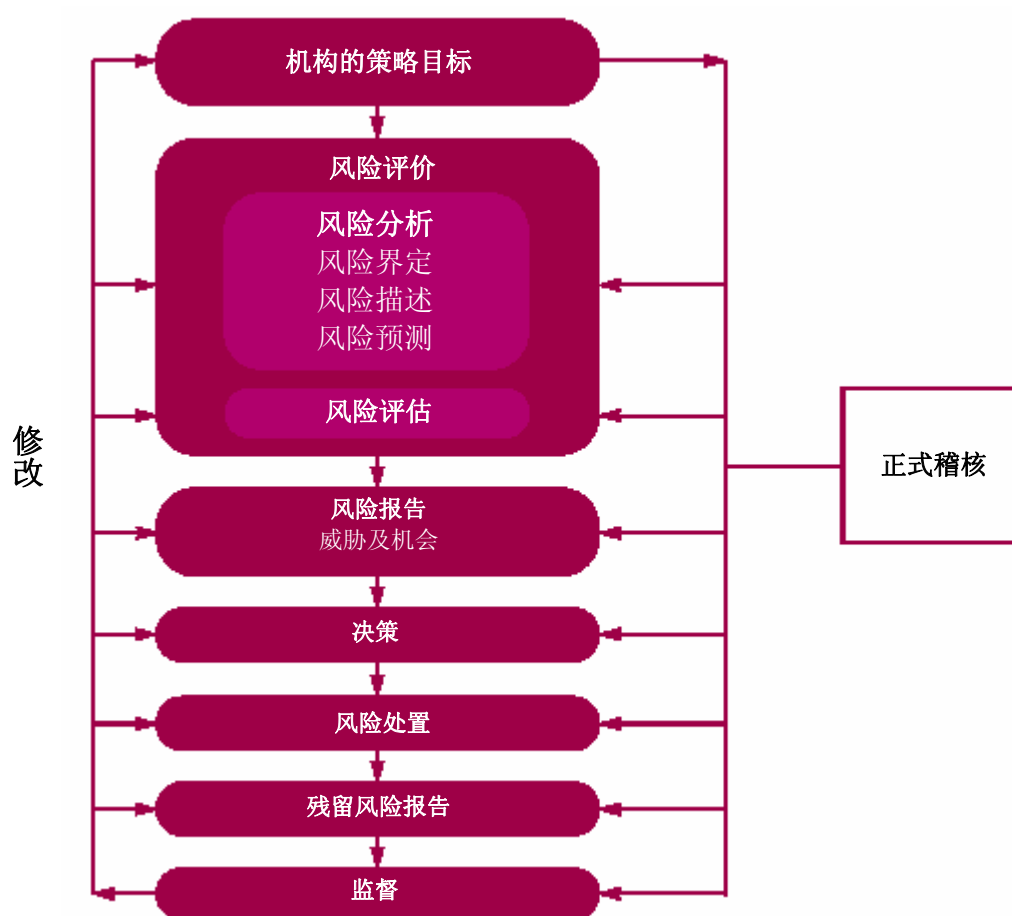 机构的策略目标
风险评价
风险分析
风险界定
风险描述
风险预测
风险评估
修
改
正式稽核
风险报告
威胁及机会
决策
风险处置
残留风险报告
监督